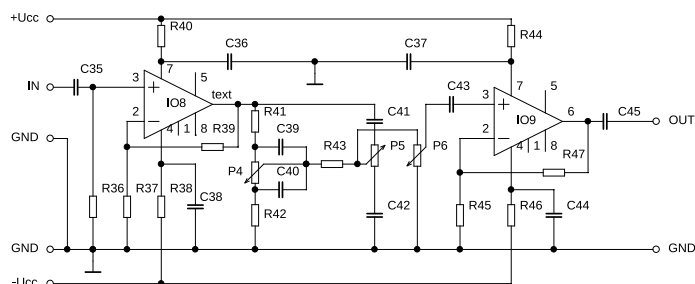 +Ucc
R40
R44
C36
C37
7
5
7
5
IN
C35
3
+
IO8
text
R41
C41
C43
3
+
IO9
6
C45
OUT
2
−
4
1
8
R39
C39
R43
P5
P6
2
−
4
1
8
R47
GND
P4
C40
R36
R37
R38
C38
R42
C42
R45
R46
C44
GND
GND
-Ucc